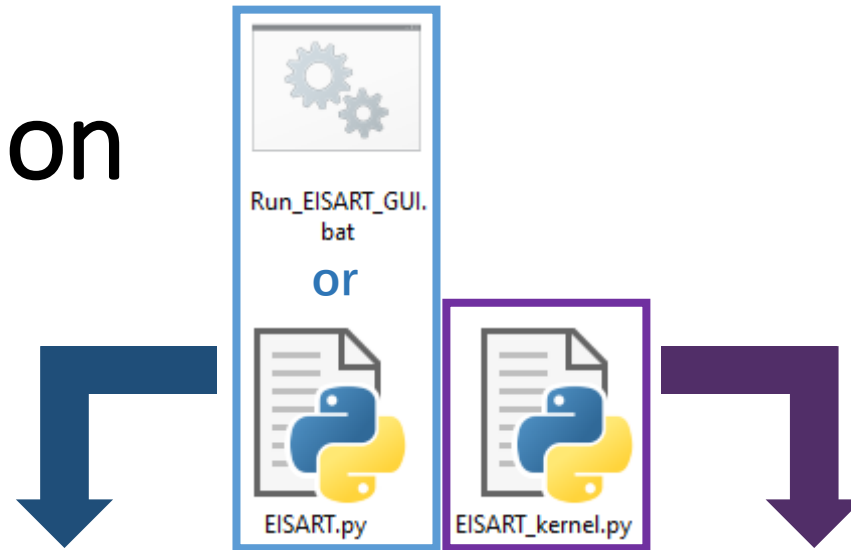 on
Run_EISART_GUI.
bat
or
EISART.py
EISART_kernel.py